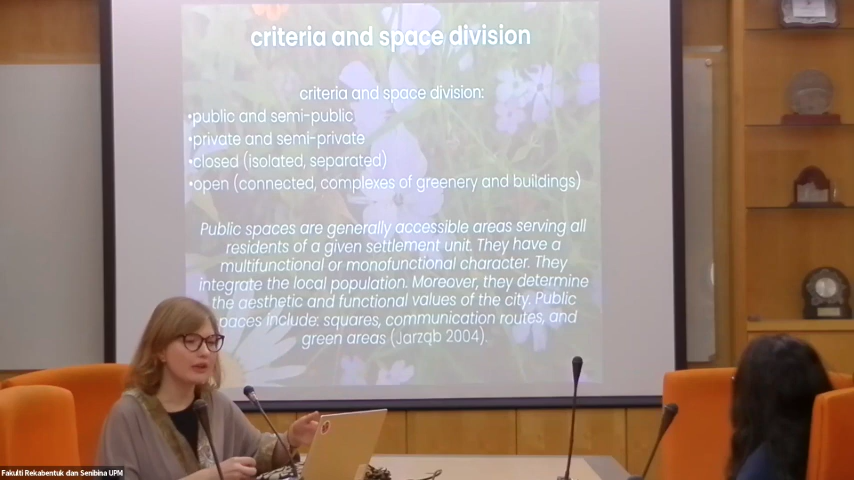 criteria and space division
criteria and space division:
•public and semi-public
•private and semi-private
•closed (isolated, separated)
•open (connected, complexes of greenery and buildings)
Public spaces are generally accessible areas serving all
residents of a given settlement unit. They have a
multifunctional or monofunctional character. They
integrate the local population. Moreover, they determine
the aesthetic and functional values of the city. Public
paces include: squares, communication routes, and
green areas (Jarząb 2004).
Fakulti Rekabentuk dan Senibina UPM